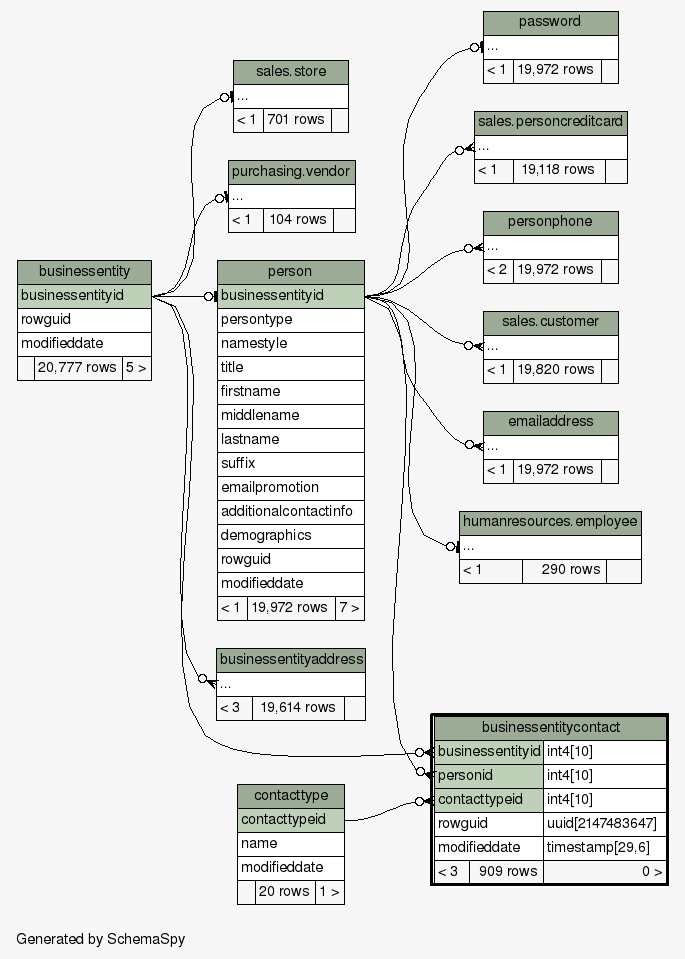 password
...
< 1 19,972 rows
sales.store
...
< 1 701 rows
sales.personcreditcard
...
< 1 19,118 rows
purchasing.vendor
...
< 1 104 rows
personphone
...
< 2 19,972 rows
businessentity
businessentityid
rowguid
modifieddate
20,777 rows 5 >
person
businessentityid
persontype
namestyle
title
firstname
middlename
lastname
suffix
emailpromotion
additionalcontactinfo
demographics
rowguid
modifieddate
< 1 19,972 rows 7 >
sales.customer
...
< 1 19,820 rows
emailaddress
...
< 1 19,972 rows
humanresources.employee
...
< 1 290 rows
businessentityaddress
...
< 3 19,614 rows
businessentitycontact
businessentityid int4[10]
personid int4[10]
contacttypeid int4[10]
rowguid uuid[2147483647]
modifieddate timestamp[29,6]
< 3 909 rows 0 >
contacttype
contacttypeid
name
modifieddate
20 rows 1 >
Generated by SchemaSpy